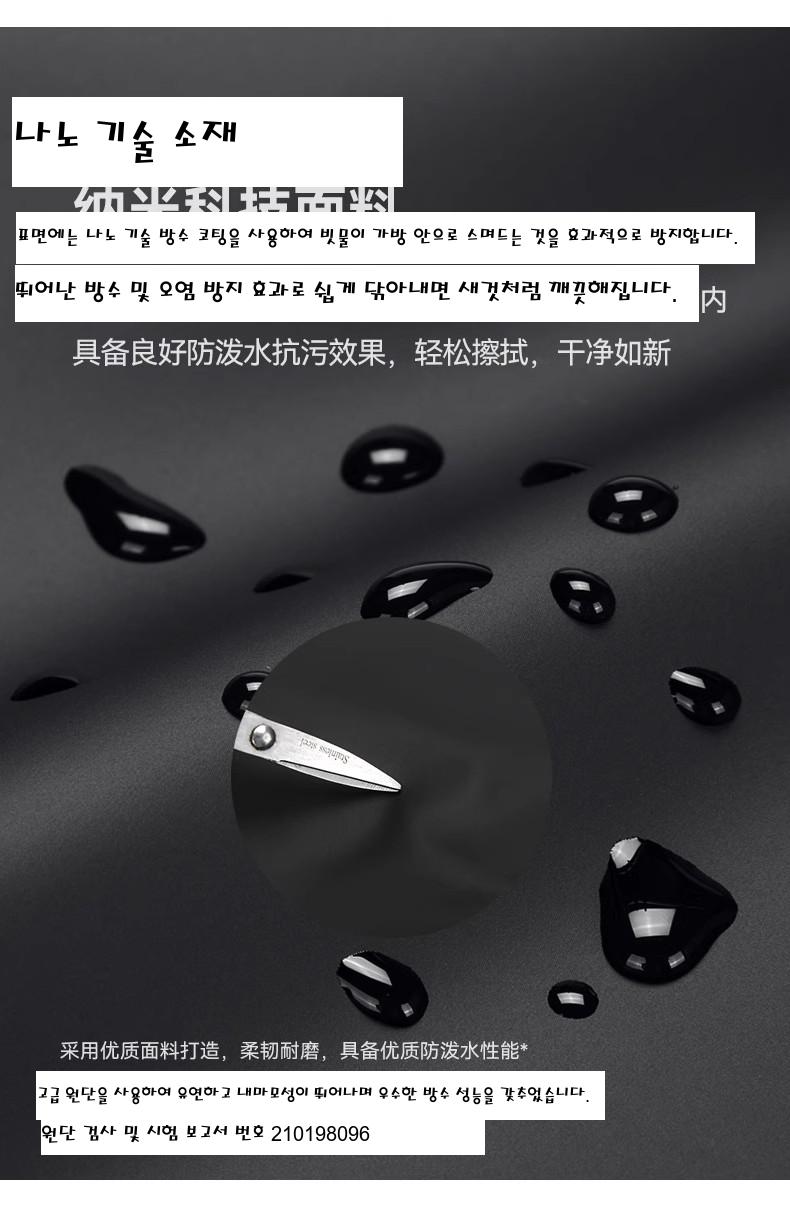 나노 기술 소재
纳米科技面料
표면에는 나노 기술 방수 코팅을 사용하여 빗물이 가방 안으로 스며드는 것을 효과적으로 방지합니다.
뛰어난 방수 및 오염 방지 효과로 쉽게 닦아내면 새것처럼 깨끗해집니다.
内
具备良好防泼水抗污效果，轻松擦拭，干净如新
Stainless steel
采用优质面料打造，柔韧耐磨，具备优质防泼水性能*
고급 원단을 사용하여 유연하고 내마모성이 뛰어나며 우수한 방수 성능을 갖추었습니다.
원단 검사 및 시험 보고서 번호 210198096